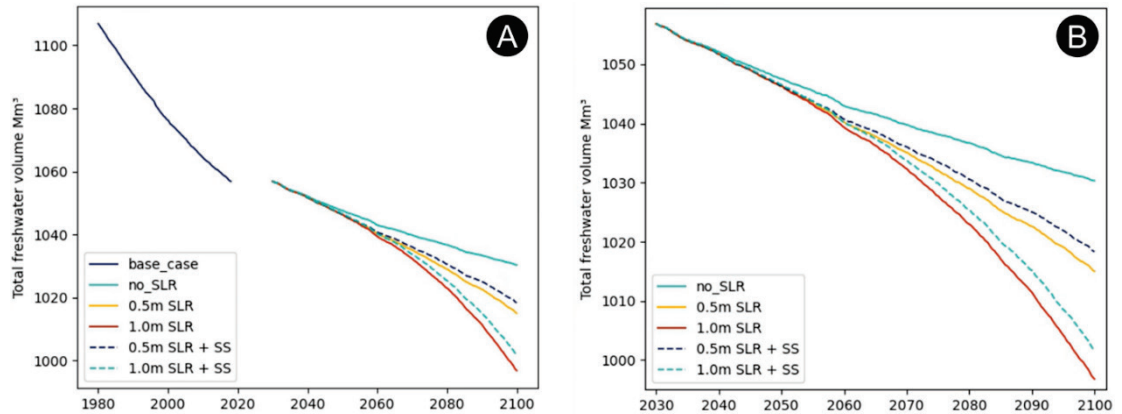 A
Total freshwater volume Mm³
1100
1080
1060
1040
1020
1000
base_case
no_SLR
0.5m SLR
1.0m SLR
0.5m SLR + SS
1.0m SLR + SS
1980 2000 2020 2040 2060 2080 2100
B
Total freshwater volume Mm³
1050
1040
1030
1020
1010
1000
no_SLR
0.5m SLR
1.0m SLR
0.5m SLR + SS
1.0m SLR + SS
2030 2040 2050 2060 2070 2080 2090 2100